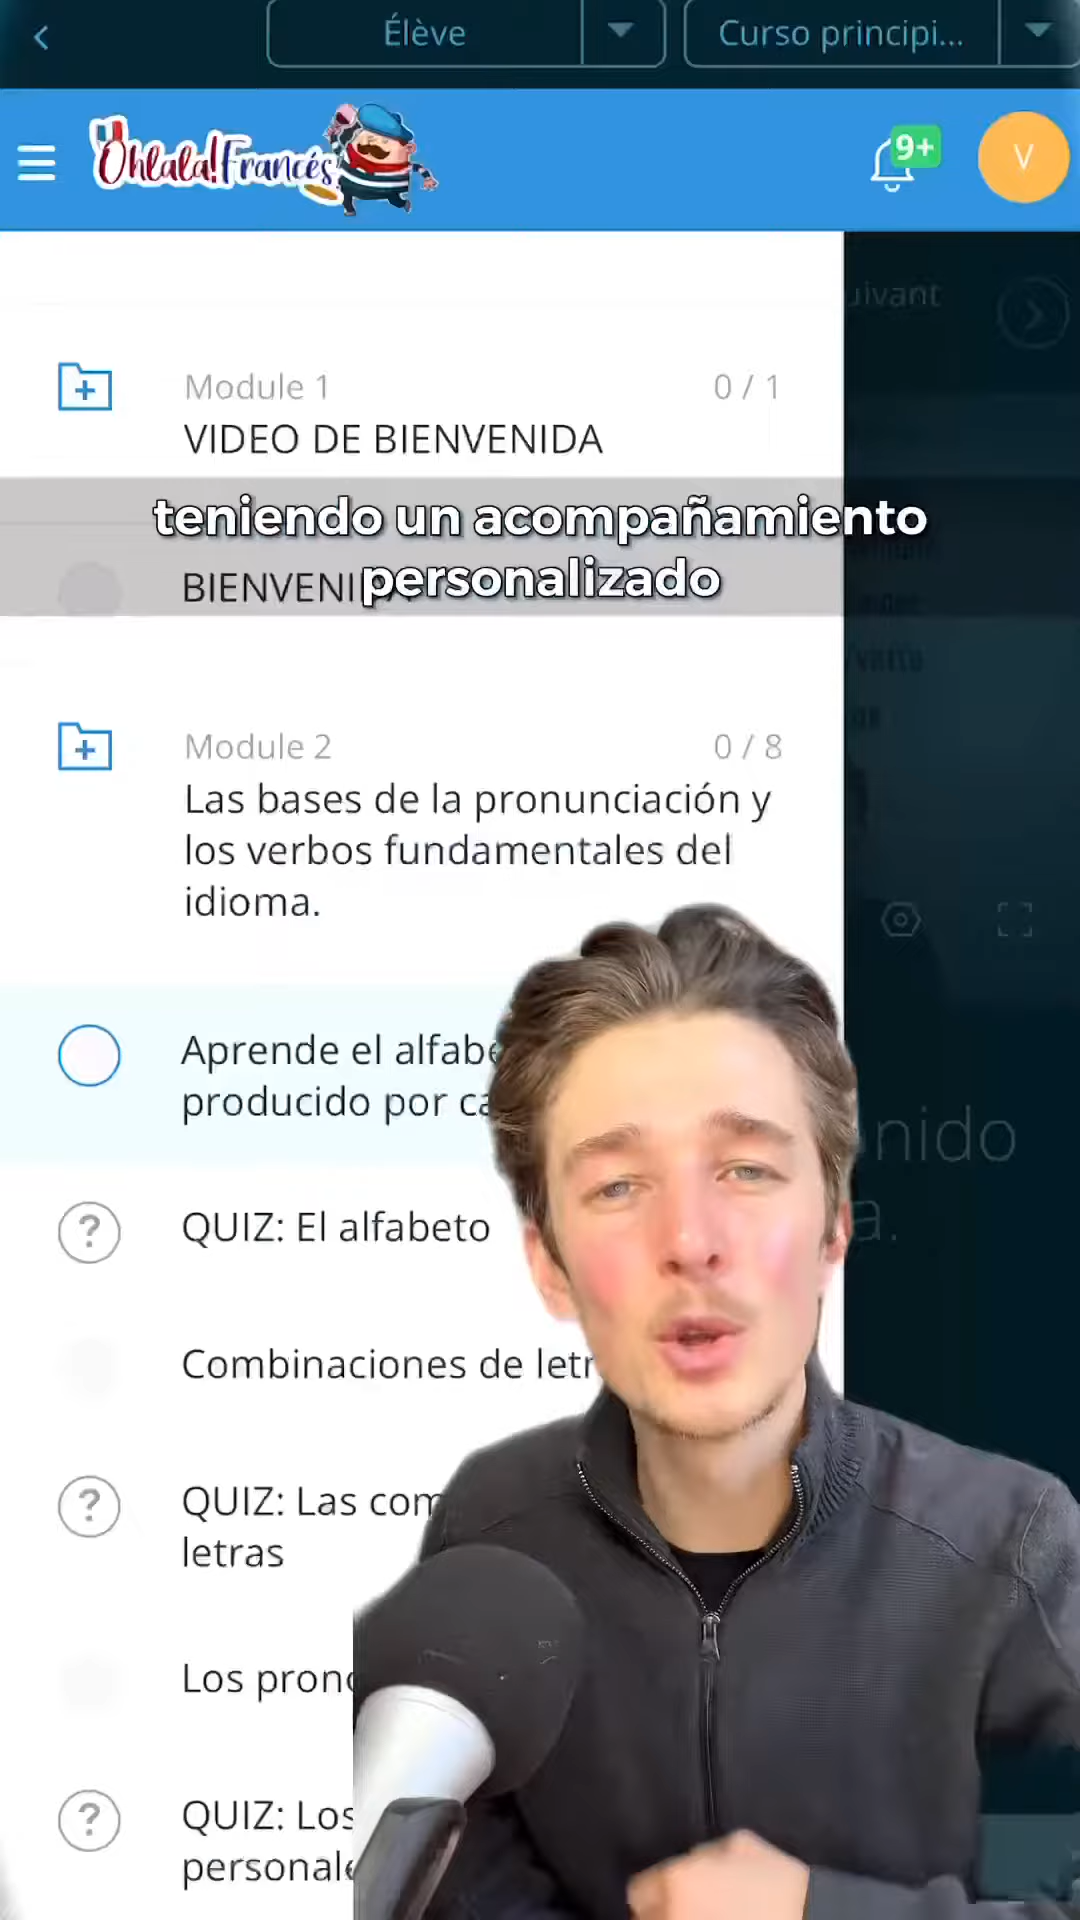 Élève
Curso principi...
Ohlala! Francés
9+
V
uivant
Module 1
0 / 1
VIDEO DE BIENVENIDA
teniendo un acompañamiento
personalizado
Module 2
0 / 8
Las bases de la pronunciación y
los verbos fundamentales del
idioma.
Aprende el alfabe
producido por ca
nido
a.
?
QUIZ: El alfabeto
Combinaciones de letr
?
QUIZ: Las com
letras
Los prono
?
QUIZ: Los
personale